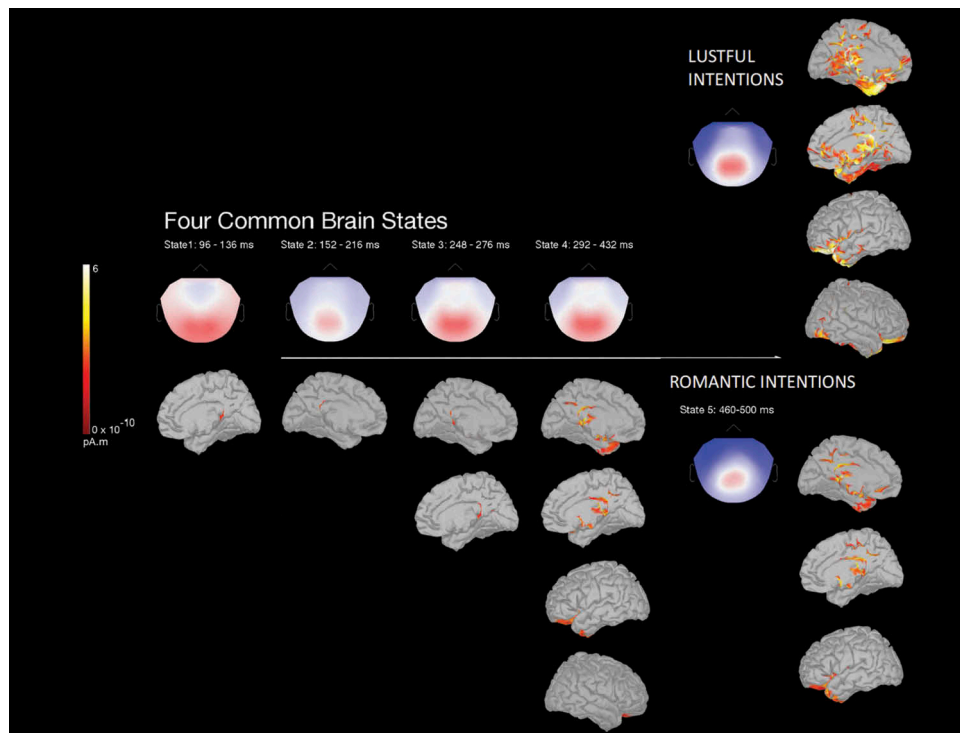 LUSTFUL
INTENTIONS
Four Common Brain States
State1: 96 - 136 ms
State 2: 152 - 216 ms
State 3: 248 - 276 ms
State 4: 292 - 432 ms
6
0 x 10-10
pA.m
ROMANTIC INTENTIONS
State 5: 460-500 ms